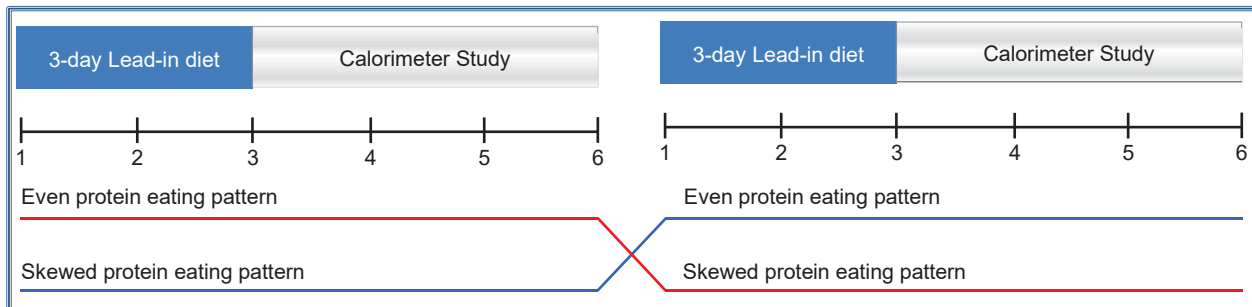 3-day Lead-in diet
Calorimeter Study
1 2 3 4 5 6
Even protein eating pattern
Skewed protein eating pattern
3-day Lead-in diet
Calorimeter Study
1 2 3 4 5 6
Even protein eating pattern
Skewed protein eating pattern